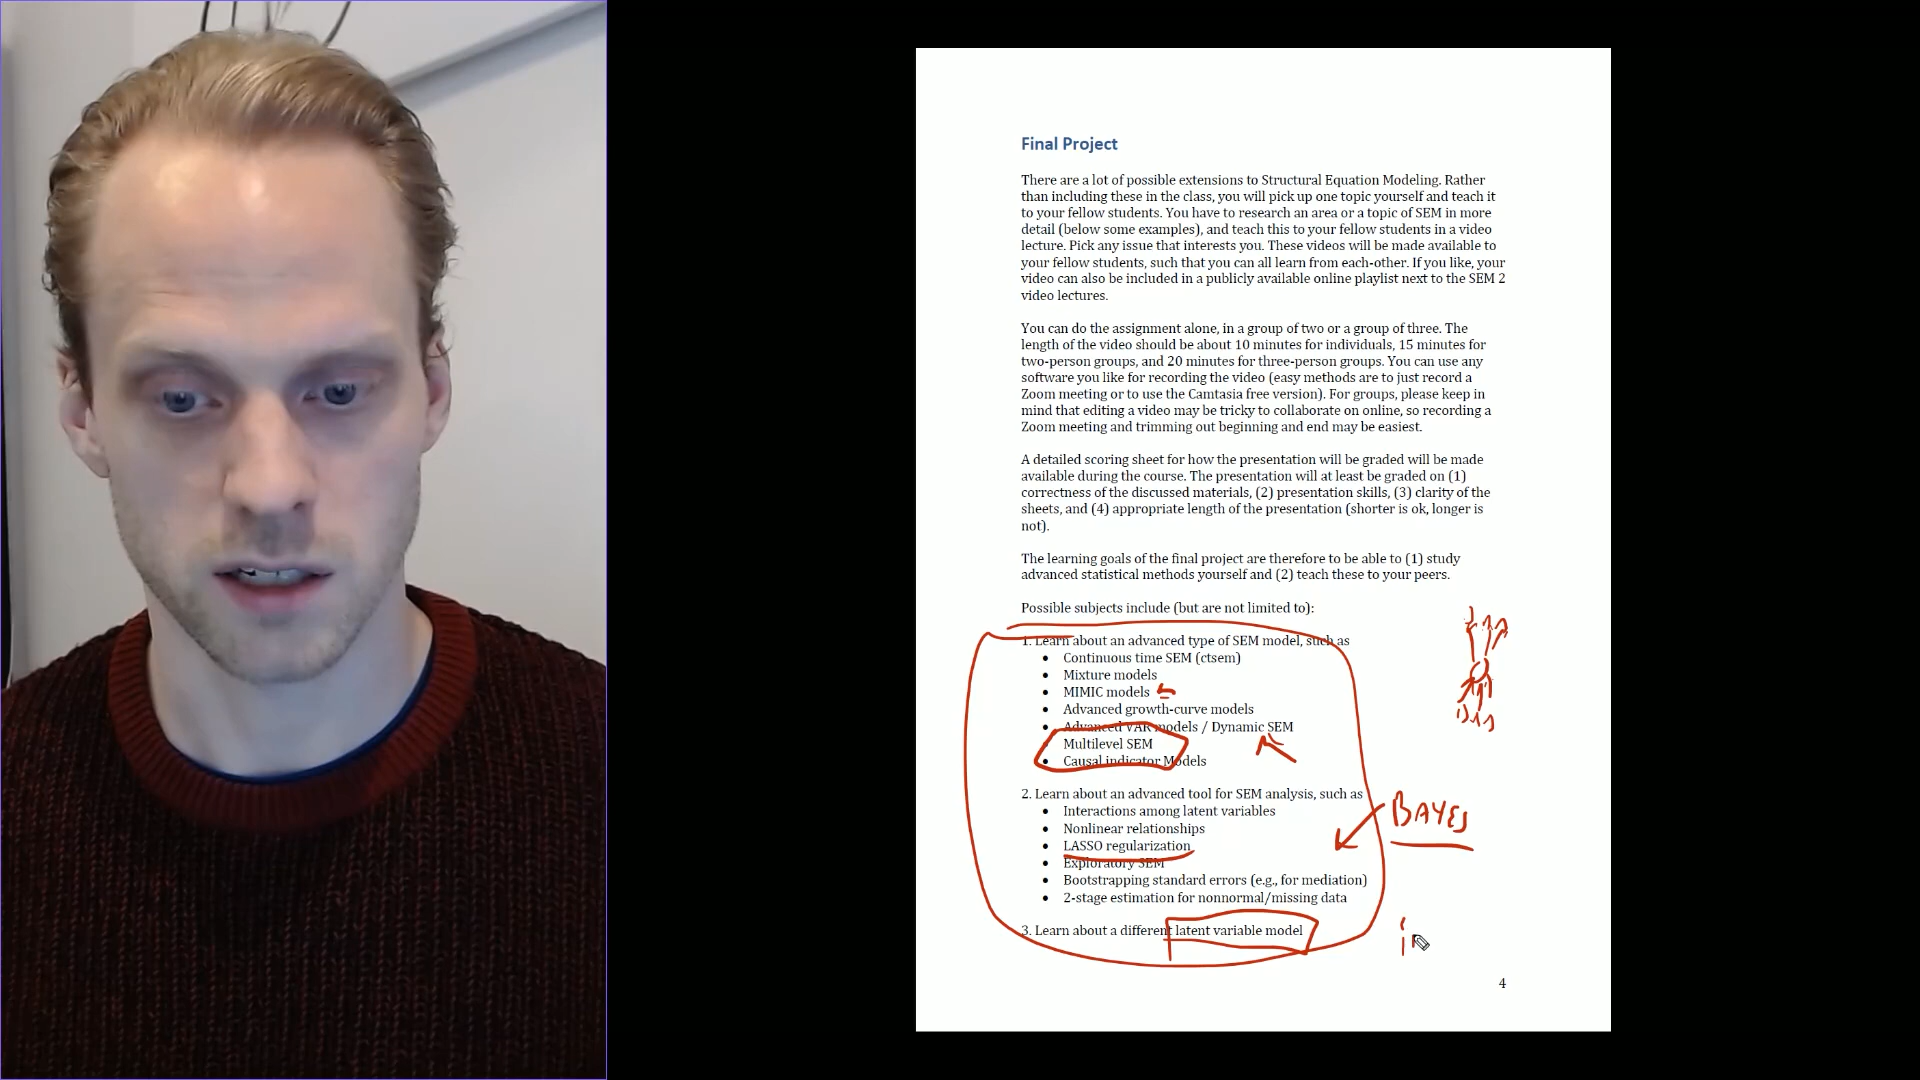 Final Project
There are a lot of possible extensions to Structural Equation Modeling. Rather
than including these in the class, you will pick up one topic yourself and teach it
to your fellow students. You have to research an area or a topic of SEM in more
detail (below some examples), and teach this to your fellow students in a video
lecture. Pick any issue that interests you. These videos will be made available to
your fellow students, such that you can all learn from each-other. If you like, your
video can also be included in a publicly available online playlist next to the SEM 2
video lectures.
You can do the assignment alone, in a group of two or a group of three. The
length of the video should be about 10 minutes for individuals, 15 minutes for
two-person groups, and 20 minutes for three-person groups. You can use any
software you like for recording the video (easy methods are to just record a
Zoom meeting or to use the Camtasia free version). For groups, please keep in
mind that editing a video may be tricky to collaborate on online, so recording a
Zoom meeting and trimming out beginning and end may be easiest.
A detailed scoring sheet for how the presentation will be graded will be made
available during the course. The presentation will at least be graded on (1)
correctness of the discussed materials, (2) presentation skills, (3) clarity of the
sheets, and (4) appropriate length of the presentation (shorter is ok, longer is
not).
The learning goals of the final project are therefore to be able to (1) study
advanced statistical methods yourself and (2) teach these to your peers.
Possible subjects include (but are not limited to):
1. Learn about an advanced type of SEM model, such as
• Continuous time SEM (ctsem)
• Mixture models
• MIMIC models
• Advanced growth-curve models
• Advanced VAR models / Dynamic SEM
• Multilevel SEM
• Causal indicator Models
2. Learn about an advanced tool for SEM analysis, such as
• Interactions among latent variables
• Nonlinear relationships
• LASSO regularization
• Exploratory SEM
• Bootstrapping standard errors (e.g., for mediation)
• 2-stage estimation for nonnormal/missing data
BAYES
3. Learn about a different latent variable model
4